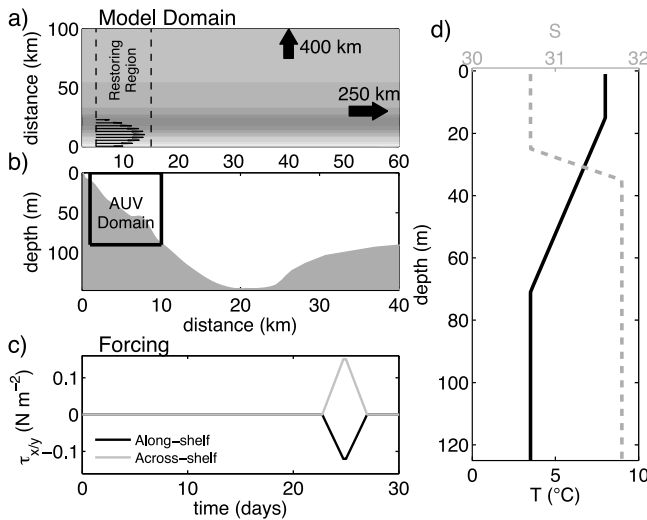 a) Model Domain
100
50
0
distance (km)
Restoring
Region
400 km
250 km
10 20 30 40 50 60
b)
0
50
100
depth (m)
AUV
Domain
0 10 20 30 40
distance (km)
c) Forcing
0.1
0
−0.1
τx/y (N m−2)
Along−shelf
Across−shelf
0 10 20 30
time (days)
d)
S
30 31 32
0
20
40
60
80
100
120
depth (m)
0 5 10
T (°C)